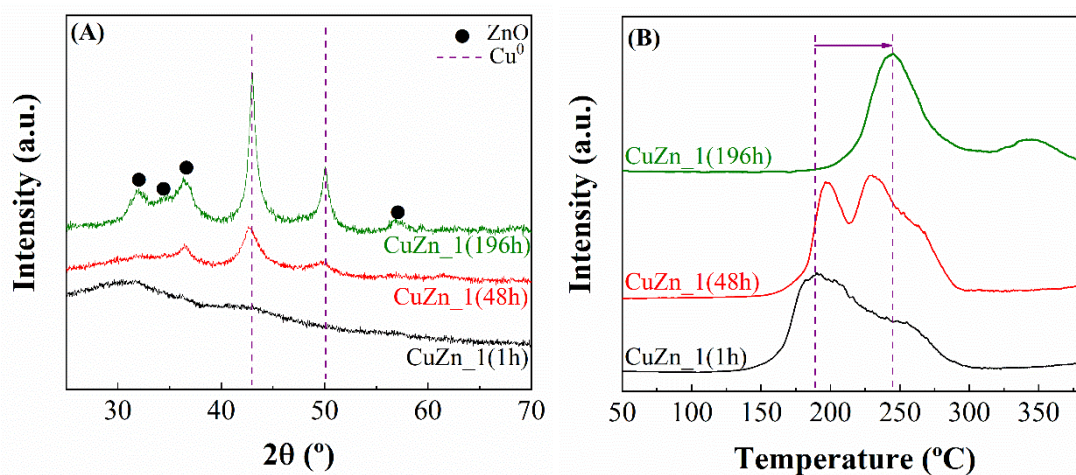 (A)
ZnO
Cu⁰
CuZn_1(196h)
CuZn_1(48h)
CuZn_1(1h)
Intensity (a.u.)
30 40 50 60 70
2θ (º)
(B)
CuZn_1(196h)
CuZn_1(48h)
CuZn_1(1h)
Intensity (a.u.)
50 100 150 200 250 300 350
Temperature (ºC)